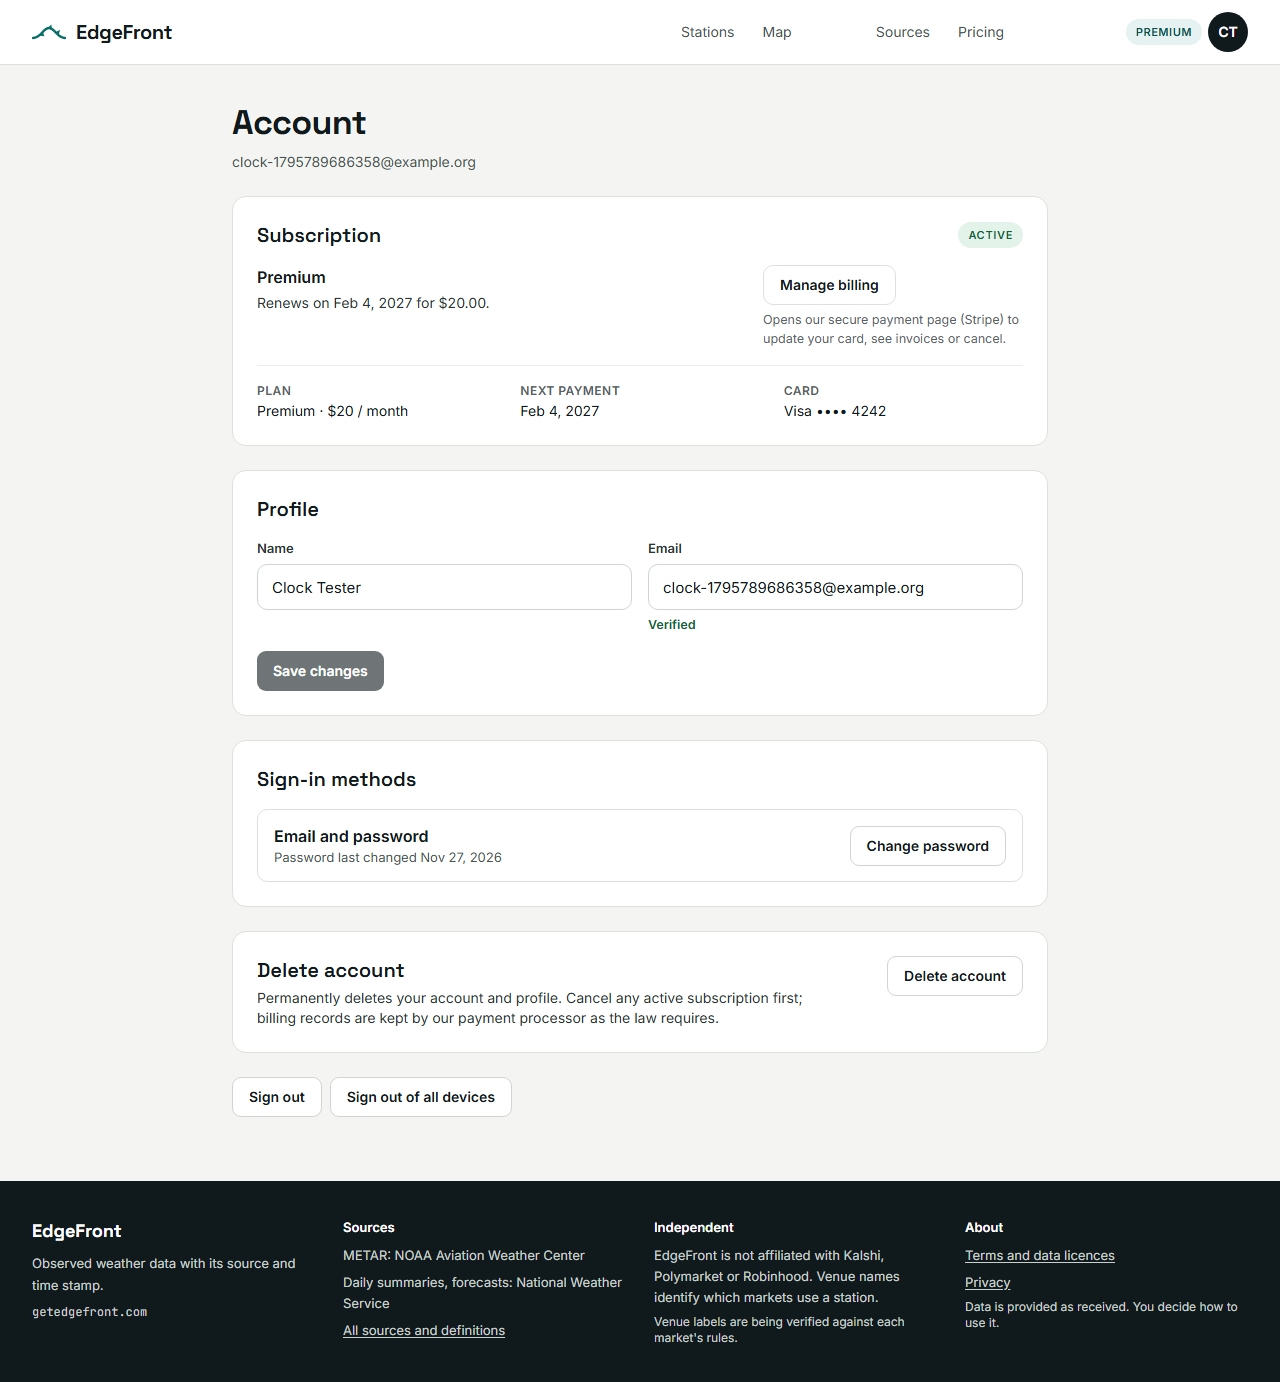 EdgeFront
Stations Map Sources Pricing
PREMIUM CT
Account
clock-1795789686358@example.org
Subscription
ACTIVE
Premium
Renews on Feb 4, 2027 for $20.00.
Manage billing
Opens our secure payment page (Stripe) to
update your card, see invoices or cancel.
PLAN
Premium · $20 / month
NEXT PAYMENT
Feb 4, 2027
CARD
Visa •••• 4242
Profile
Name
Clock Tester
Email
clock-1795789686358@example.org
Verified
Save changes
Sign-in methods
Email and password
Password last changed Nov 27, 2026
Change password
Delete account
Permanently deletes your account and profile. Cancel any active subscription first;
billing records are kept by our payment processor as the law requires.
Delete account
Sign out
Sign out of all devices
EdgeFront
Observed weather data with its source and
time stamp.
getedgefront.com
Sources
METAR: NOAA Aviation Weather Center
Daily summaries, forecasts: National Weather
Service
All sources and definitions
Independent
EdgeFront is not affiliated with Kalshi,
Polymarket or Robinhood. Venue names
identify which markets use a station.
Venue labels are being verified against each
market's rules.
About
Terms and data licences
Privacy
Data is provided as received. You decide how to
use it.